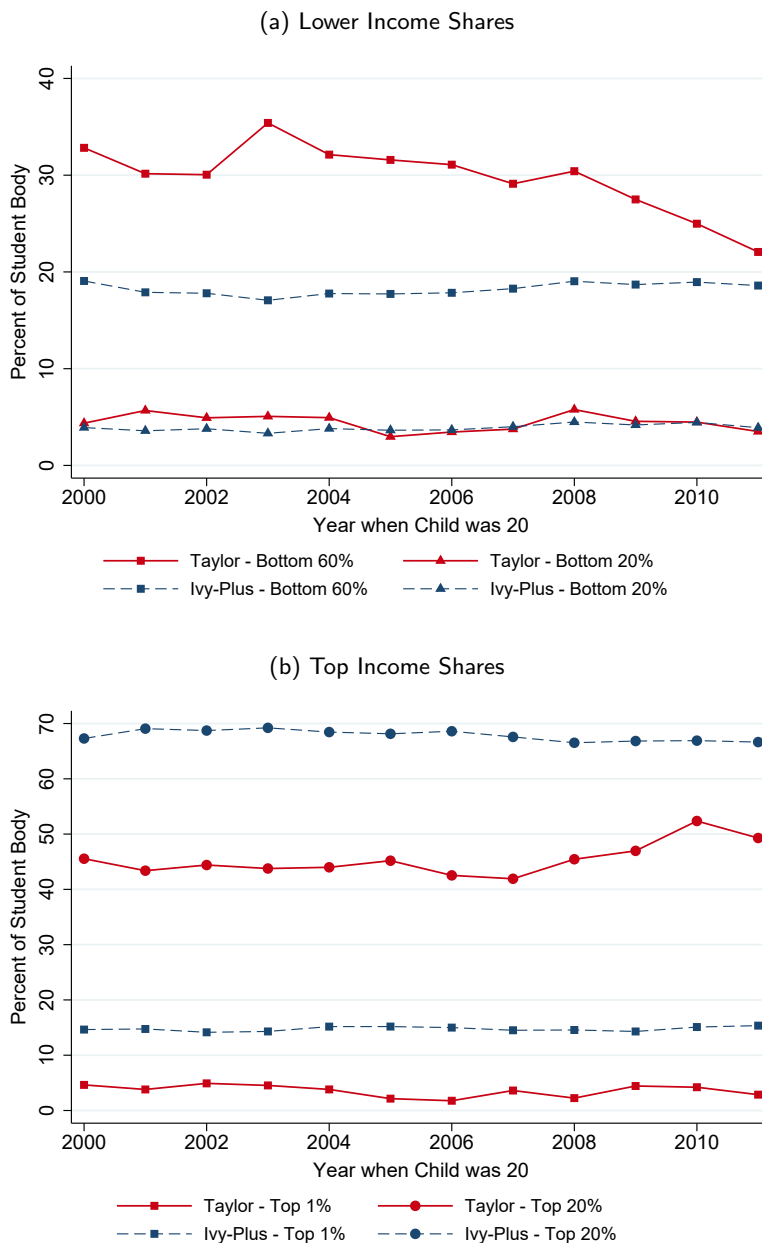 (a) Lower Income Shares
Percent of Student Body
40
30
20
10
0
2000 2002 2004 2006 2008 2010
Year when Child was 20
Taylor - Bottom 60% Taylor - Bottom 20%
Ivy-Plus - Bottom 60% Ivy-Plus - Bottom 20%
(b) Top Income Shares
Percent of Student Body
70
60
50
40
30
20
10
0
2000 2002 2004 2006 2008 2010
Year when Child was 20
Taylor - Top 1% Taylor - Top 20%
Ivy-Plus - Top 1% Ivy-Plus - Top 20%